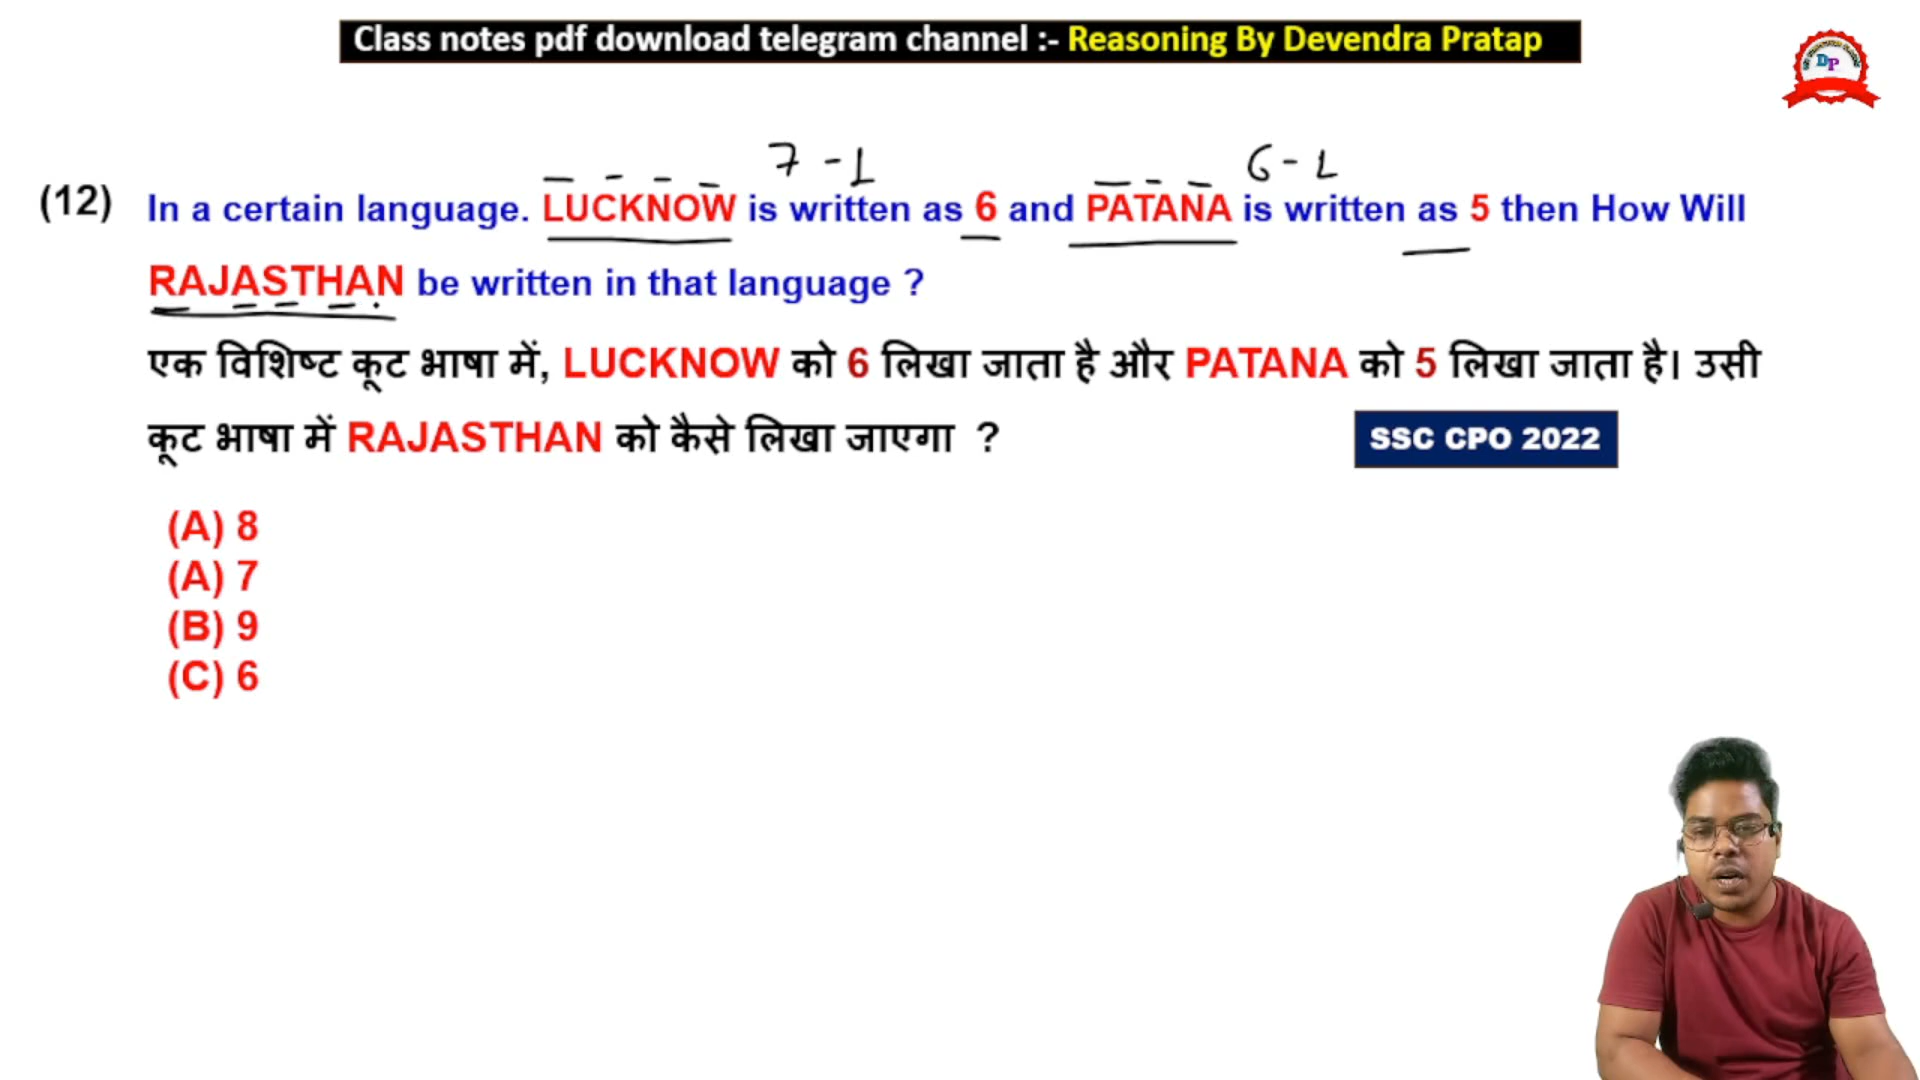 Class notes pdf download telegram channel :- Reasoning By Devendra Pratap
DP
7 - L 6 - L
(12) In a certain language. LUCKNOW is written as 6 and PATANA is written as 5 then How Will
RAJASTHAN be written in that language ?
एक विशिष्ट कूट भाषा में, LUCKNOW को 6 लिखा जाता है और PATANA को 5 लिखा जाता है। उसी
कूट भाषा में RAJASTHAN को कैसे लिखा जाएगा ?
SSC CPO 2022
(A) 8
(A) 7
(B) 9
(C) 6